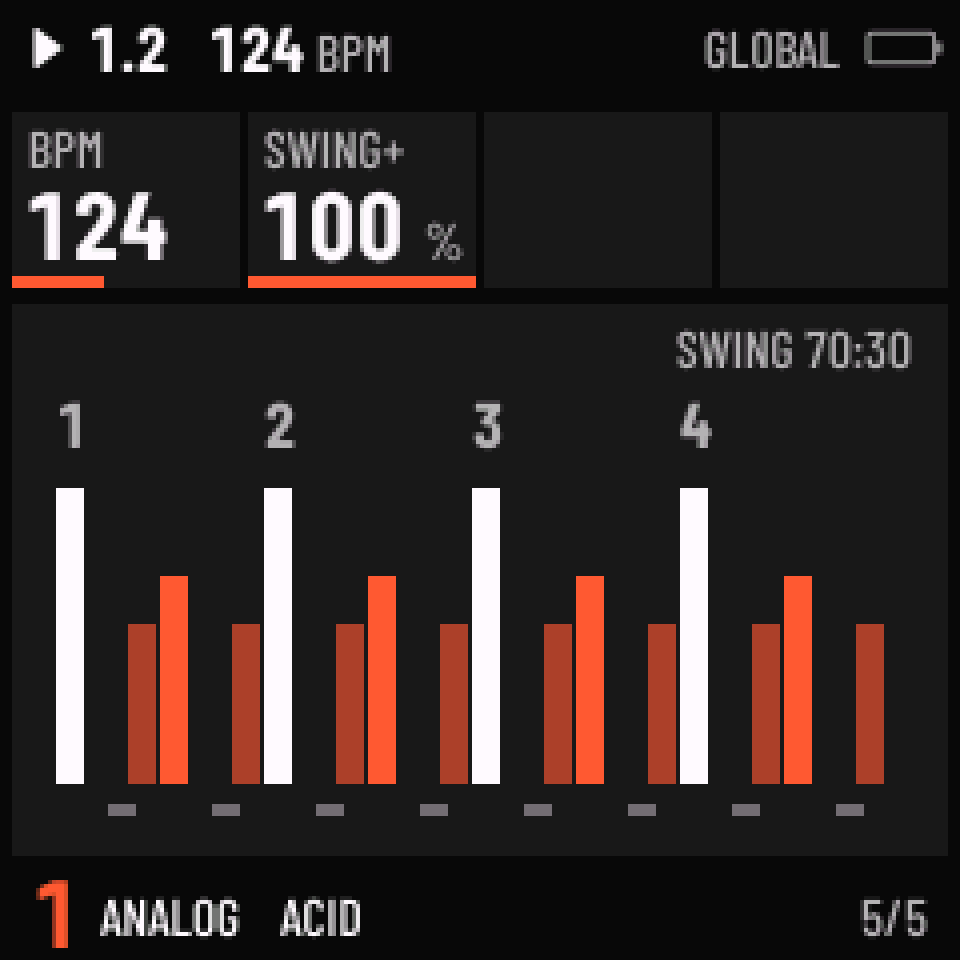 1.2 124 BPM GLOBAL
BPM SWING+
124 100 %
SWING 70:30
1 2 3 4
1 ANALOG ACID 5/5